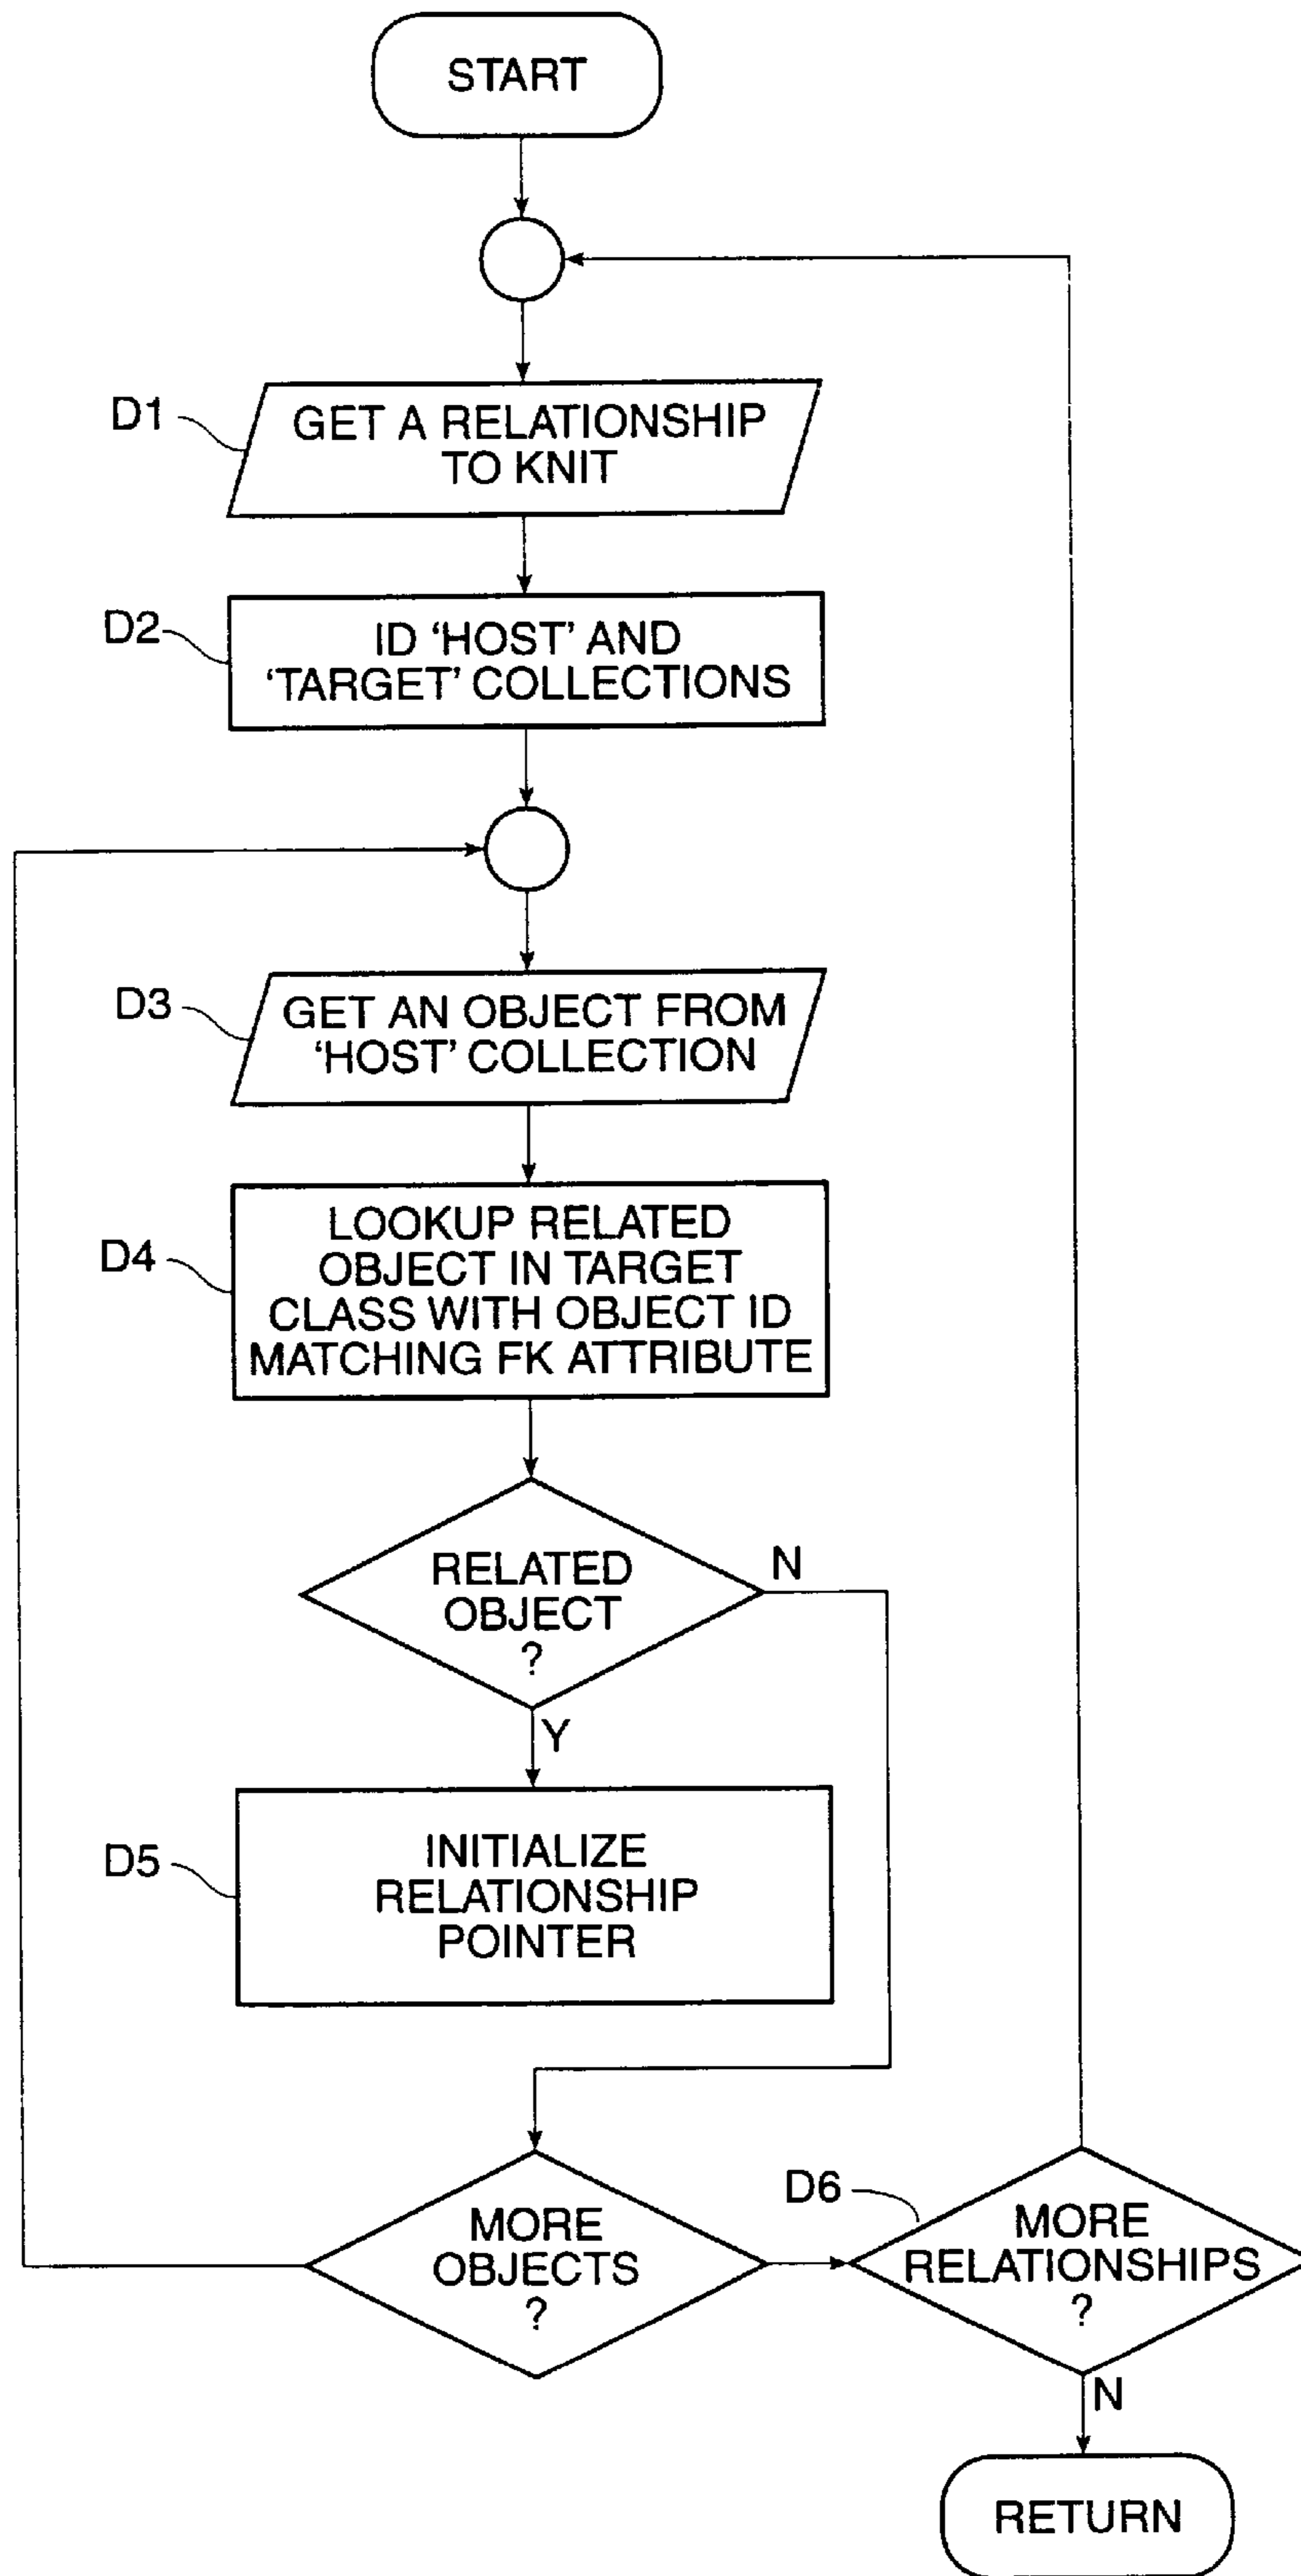 START
D1
GET A RELATIONSHIP
TO KNIT
D2
ID ‘HOST’ AND
‘TARGET’ COLLECTIONS
D3
GET AN OBJECT FROM
‘HOST’ COLLECTION
D4
LOOKUP RELATED
OBJECT IN TARGET
CLASS WITH OBJECT ID
MATCHING FK ATTRIBUTE
RELATED
OBJECT
?
N
Y
D5
INITIALIZE
RELATIONSHIP
POINTER
MORE
OBJECTS
?
D6
MORE
RELATIONSHIPS
?
N
RETURN